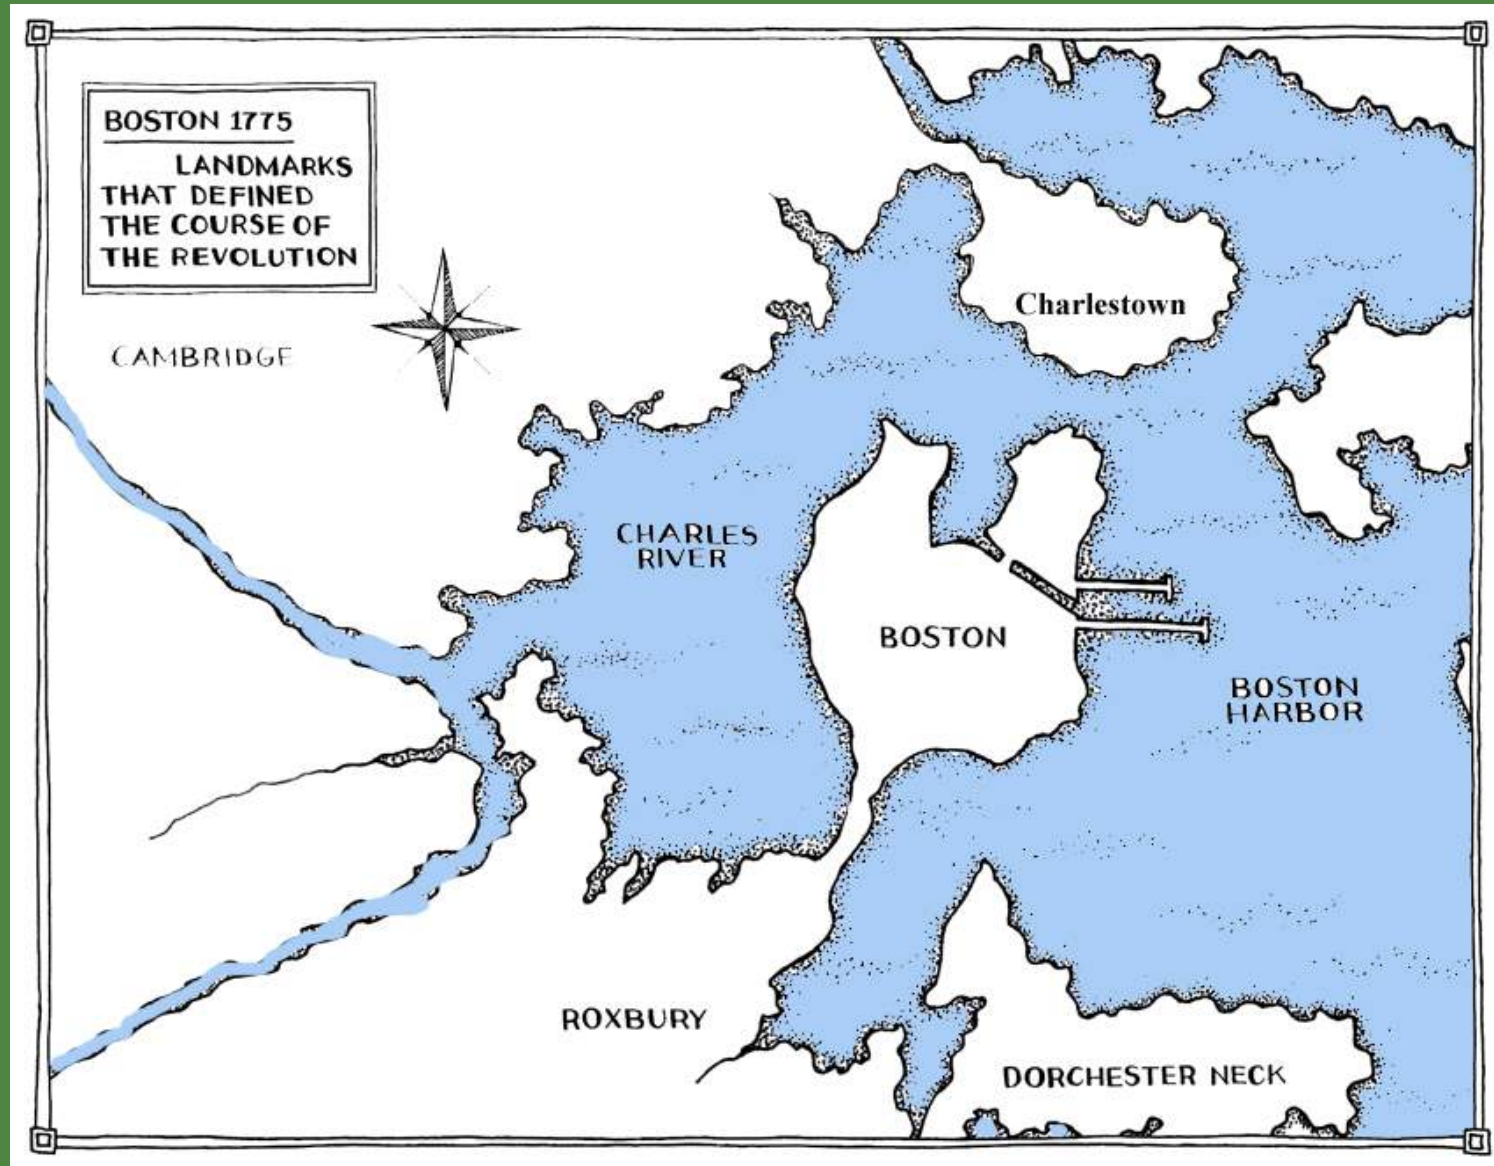 BOSTON 1775
LANDMARKS
THAT DEFINED
THE COURSE OF
THE REVOLUTION
CAMBRIDGE
Charlestown
CHARLES
RIVER
BOSTON
BOSTON
HARBOR
ROXBURY
DORCHESTER NECK